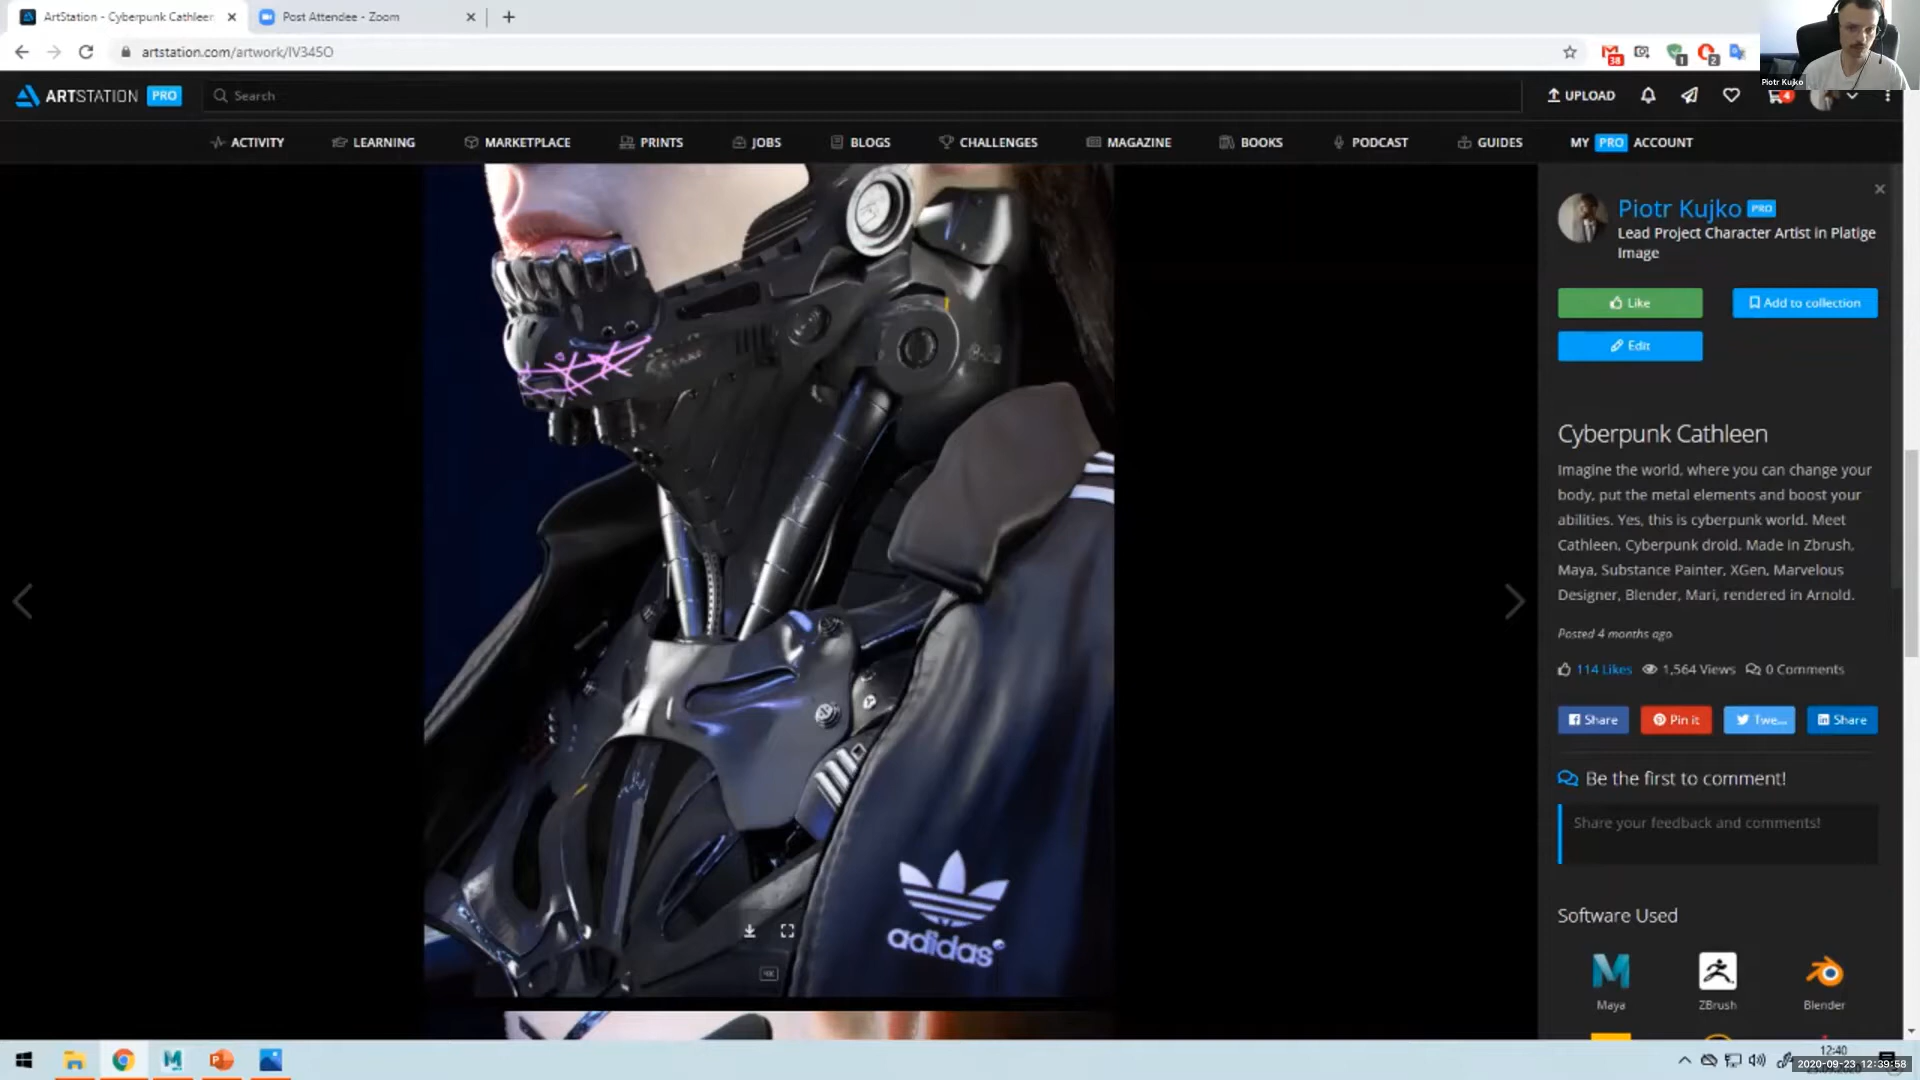 ArtStation - Cyberpunk Cathleen
Post Attendee - Zoom
artstation.com/artwork/lV345O
38
1
2
Piotr Kujko
ARTSTATION PRO
Search
UPLOAD
4
ACTIVITY
LEARNING
MARKETPLACE
PRINTS
JOBS
BLOGS
CHALLENGES
MAGAZINE
BOOKS
PODCAST
GUIDES
MY PRO ACCOUNT
Piotr Kujko PRO
Lead Project Character Artist in Platige
Image
Like
Add to collection
Edit
Cyberpunk Cathleen
Imagine the world, where you can change your
body, put the metal elements and boost your
abilities. Yes, this is cyberpunk world. Meet
Cathleen, Cyberpunk droid. Made in Zbrush,
Maya, Substance Painter, XGen, Marvelous
Designer, Blender, Mari, rendered in Arnold.
Posted 4 months ago
114 Likes 1,564 Views 0 Comments
Share
Pin it
Twe...
Share
Be the first to comment!
Share your feedback and comments!
Software Used
Maya
ZBrush
Blender
adidas
4K
12:40
2020-09-23 12:39:58